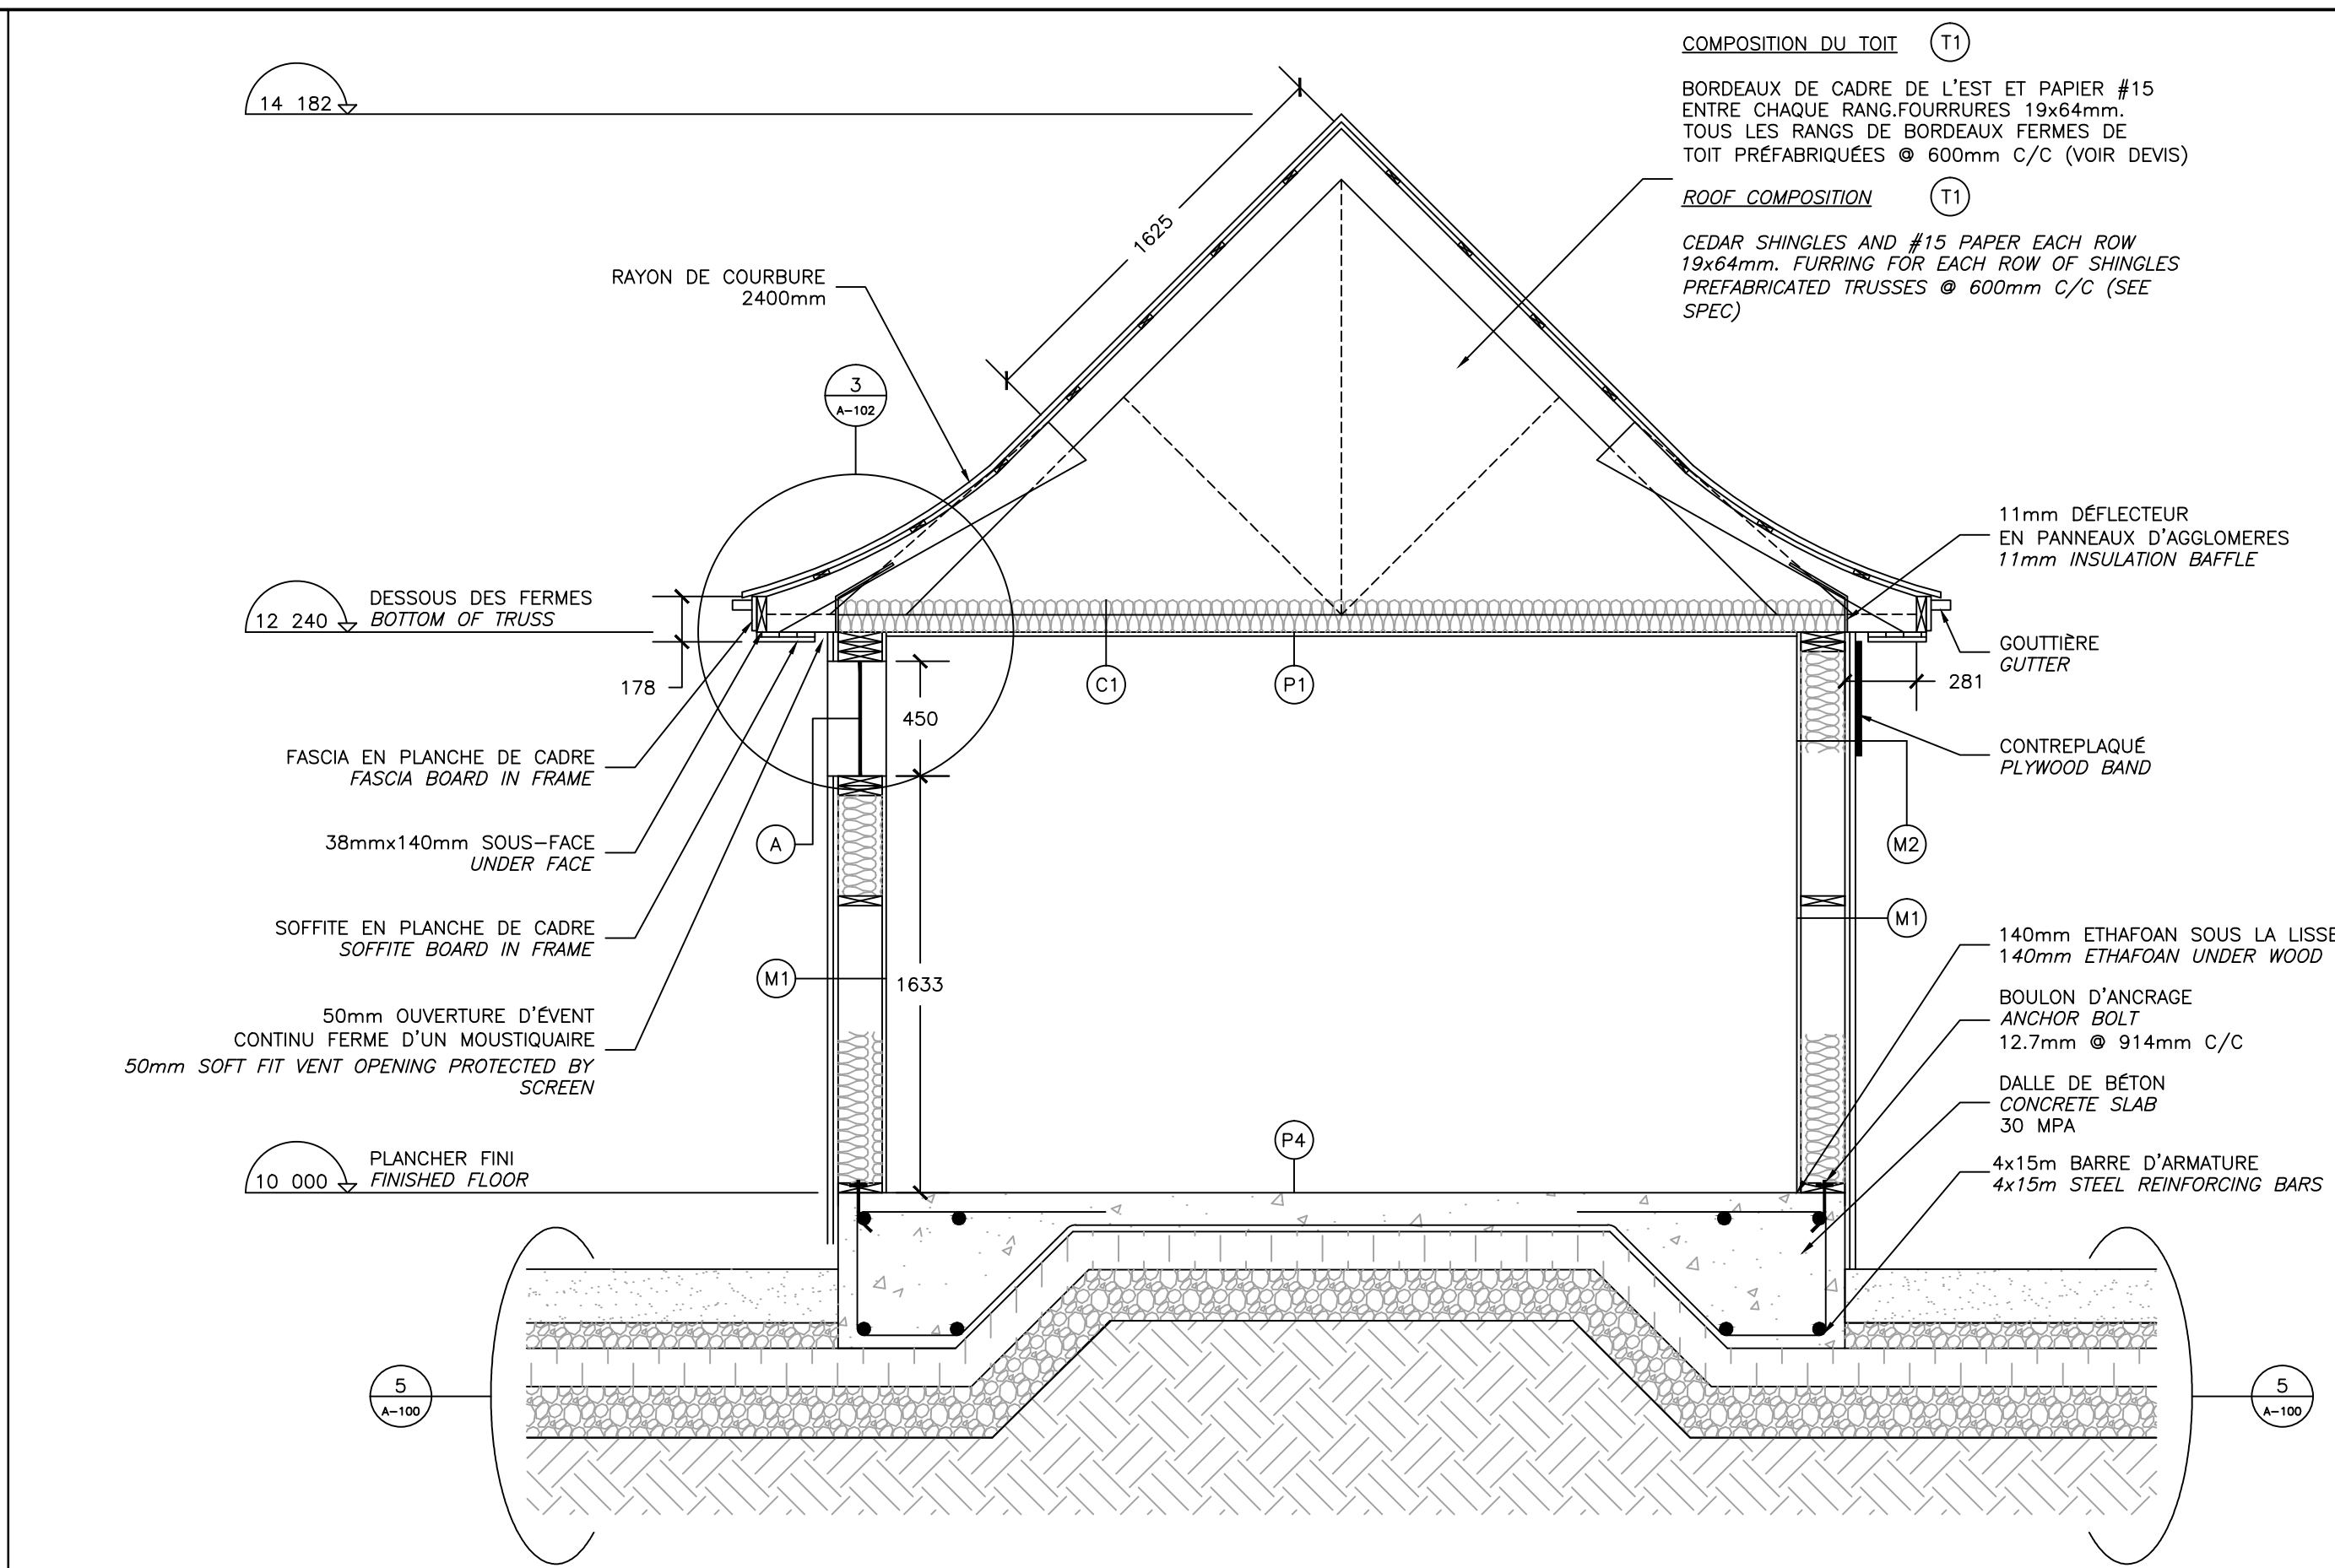 COMPOSITION DU TOIT T1
BORDEAUX DE CADRE DE L'EST ET PAPIER #15
ENTRE CHAQUE RANG.FOURRURES 19x64mm.
TOUS LES RANGS DE BORDEAUX FERMES DE
TOIT PRÉFABRIQUÉES @ 600mm C/C (VOIR DEVIS)
ROOF COMPOSITION T1
CEDAR SHINGLES AND #15 PAPER EACH ROW
19x64mm. FURRING FOR EACH ROW OF SHINGLES
PREFABRICATED TRUSSES @ 600mm C/C (SEE
SPEC)
14 182
1625
RAYON DE COURBURE
2400mm
3
A-102
12 240
DESSOUS DES FERMES
BOTTOM OF TRUSS
178
FASCIA EN PLANCHE DE CADRE
FASCIA BOARD IN FRAME
38mmx140mm SOUS-FACE
UNDER FACE
SOFFITE EN PLANCHE DE CADRE
SOFFITE BOARD IN FRAME
50mm OUVERTURE D'ÉVENT
CONTINU FERME D'UN MOUSTIQUAIRE
50mm SOFT FIT VENT OPENING PROTECTED BY
SCREEN
10 000
PLANCHER FINI
FINISHED FLOOR
A
M1
450
1633
C1
P1
P4
11mm DÉFLECTEUR
EN PANNEAUX D'AGGLOMERES
11mm INSULATION BAFFLE
GOUTTIÈRE
GUTTER
281
CONTREPLAQUÉ
PLYWOOD BAND
M2
M1
140mm ETHAFOAN SOUS LA LISSE
140mm ETHAFOAN UNDER WOOD
BOULON D'ANCRAGE
ANCHOR BOLT
12.7mm @ 914mm C/C
DALLE DE BÉTON
CONCRETE SLAB
30 MPA
4x15m BARRE D'ARMATURE
4x15m STEEL REINFORCING BARS
5
A-100
5
A-100